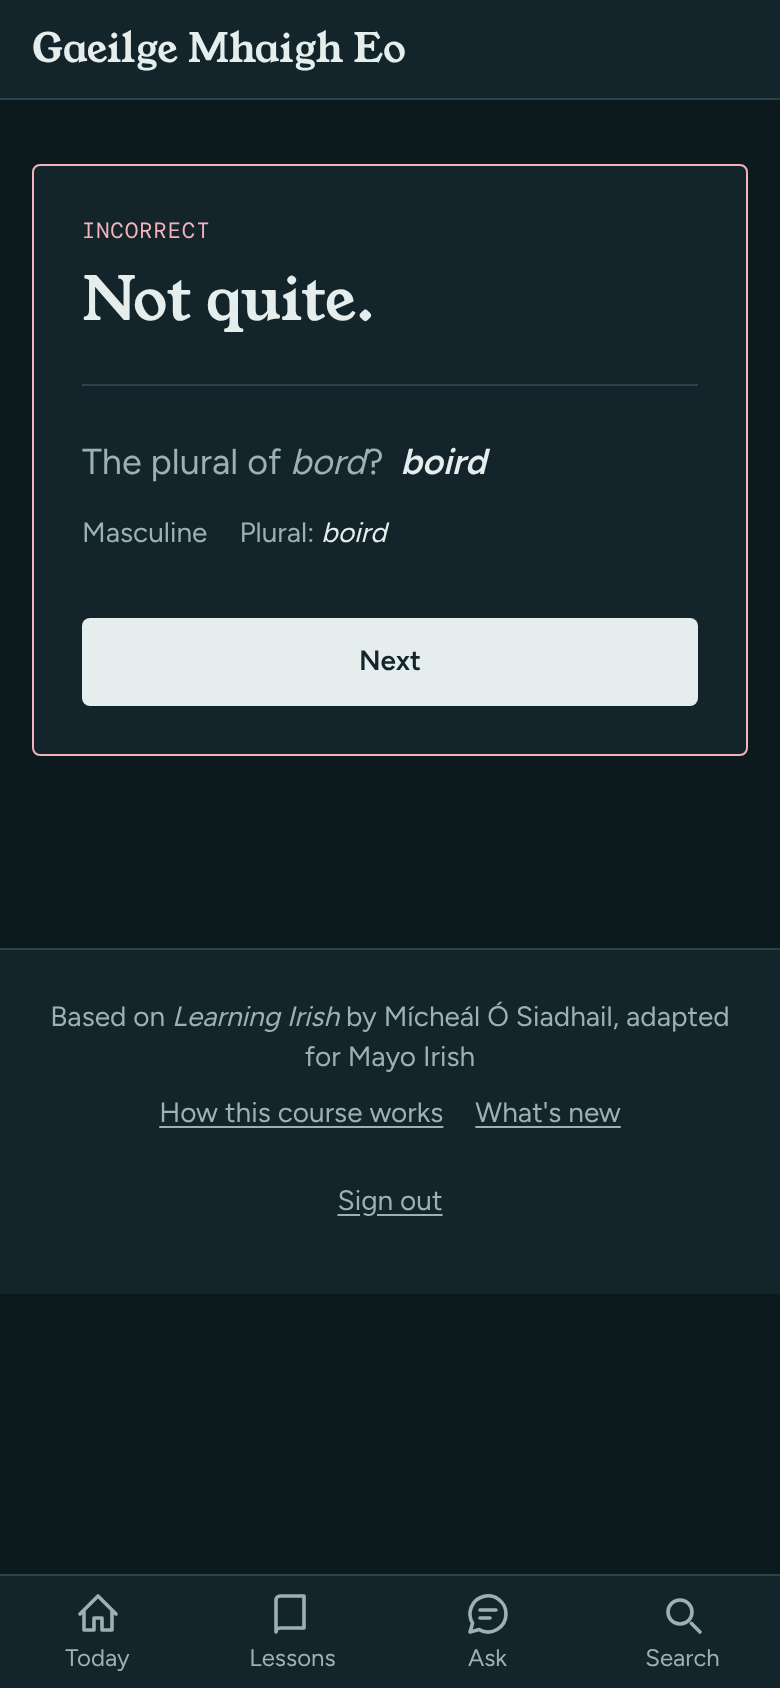 Gaeilge Mhaigh Eo
INCORRECT
Not quite.
The plural of bord? boird
Masculine Plural: boird
Next
Based on Learning Irish by Mícheál Ó Siadhail, adapted
for Mayo Irish
How this course works What's new
Sign out
Today Lessons Ask Search